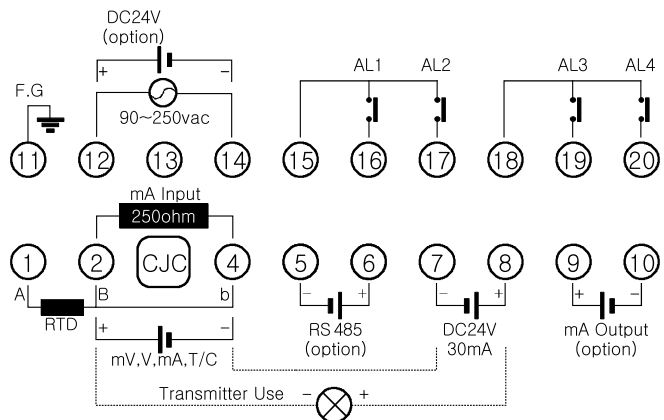 DC24V
(option)
+ −
F.G
90~250vac
AL1 AL2 AL3 AL4
11 12 13 14 15 16 17 18 19 20
mA Input
250ohm
1 2 CJC 4 5 6 7 8 9 10
A B b
RTD
− + − + + −
+ −
mV,V,mA,T/C
RS 485
(option)
DC24V
30mA
mA Output
(option)
Transmitter Use − +